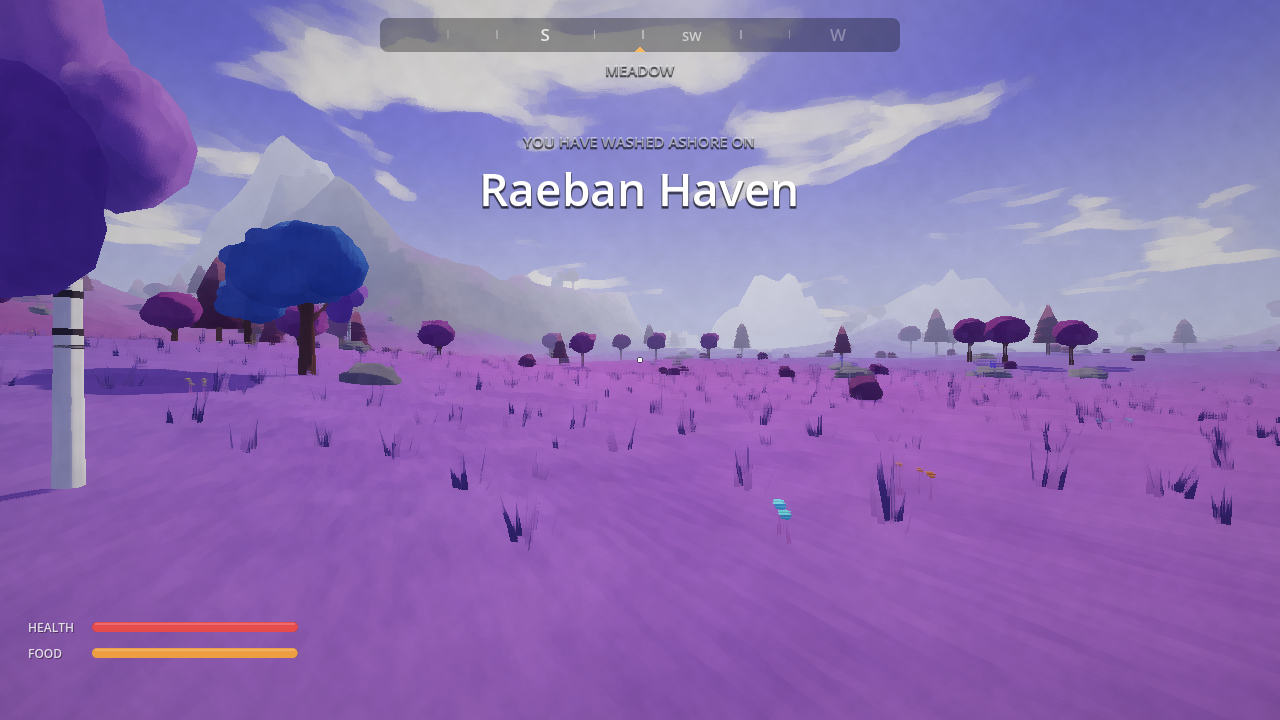 S SW W
MEADOW
YOU HAVE WASHED ASHORE ON
Raeban Haven
HEALTH
FOOD